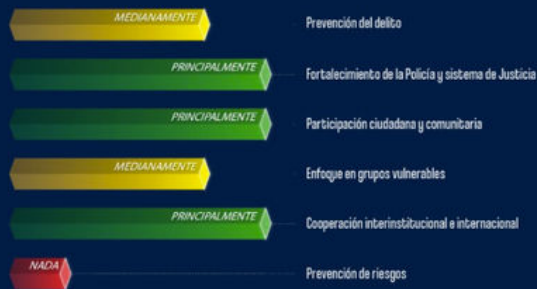 MEDIANAMENTE
Prevención del delito
PRINCIPALMENTE
Fortalecimiento de la Policía y sistema de Justicia
PRINCIPALMENTE
Participación ciudadana y comunitaria
MEDIANAMENTE
Enfoque en grupos vulnerables
PRINCIPALMENTE
Cooperación interinstitucional e internacional
NADA
Prevención de riesgos